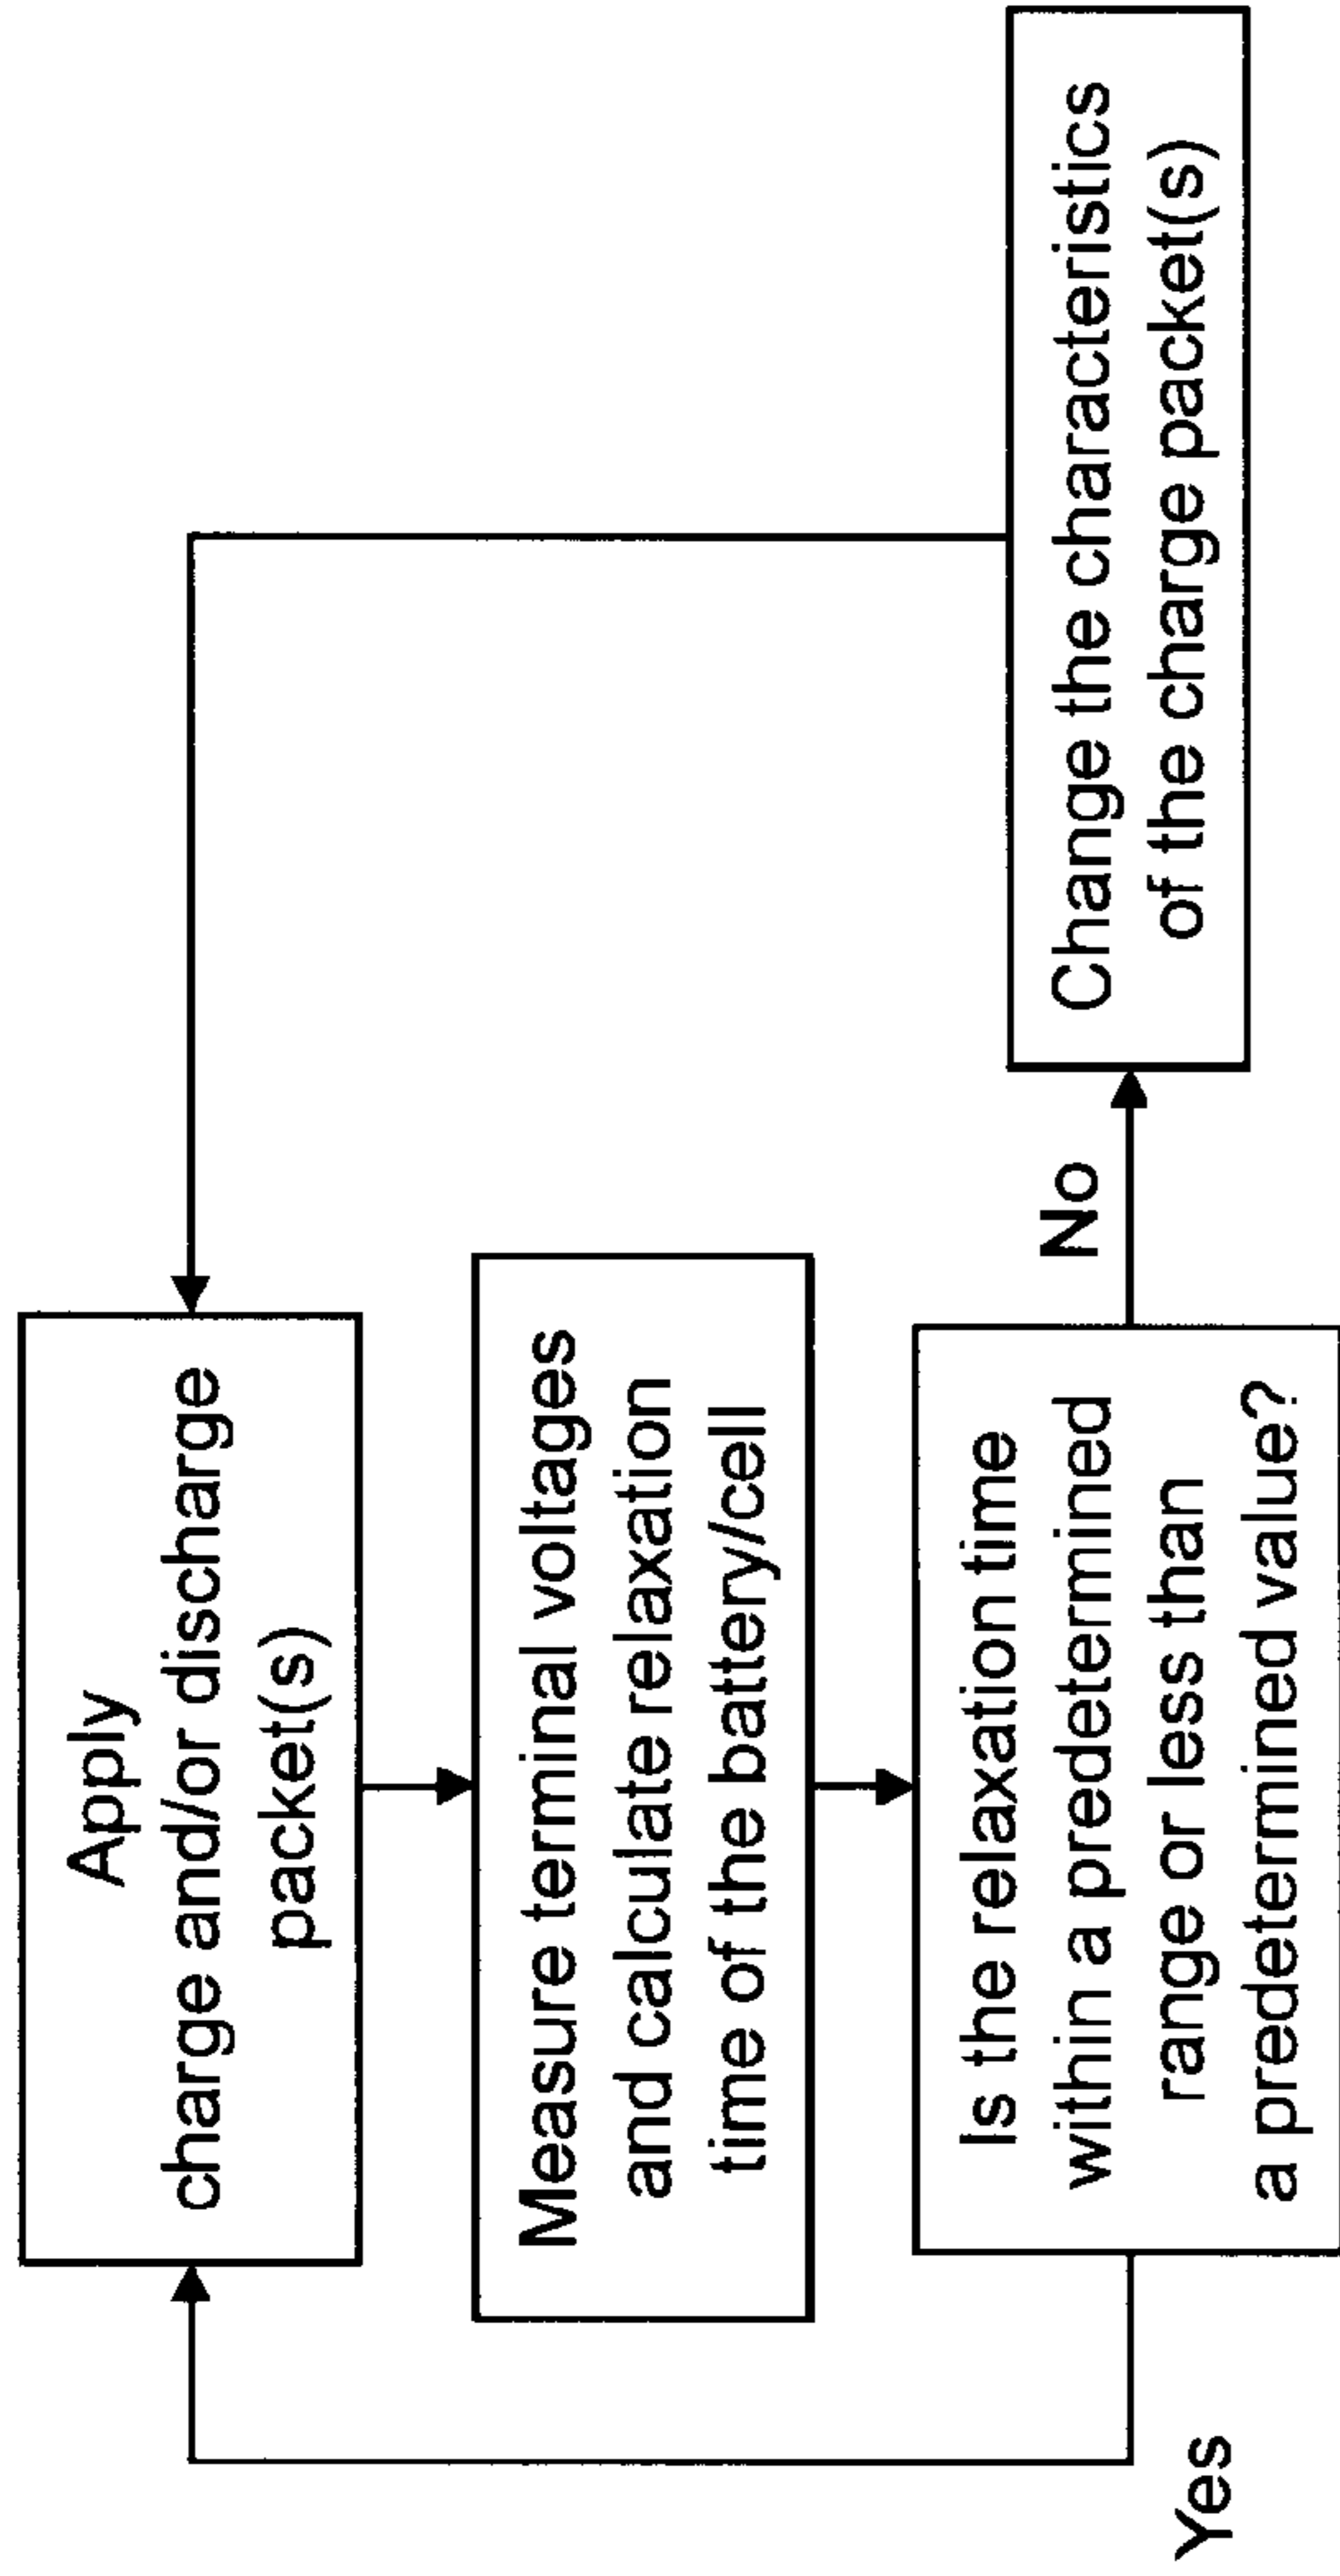 Apply
charge and/or discharge
packet(s)
Measure terminal voltages
and calculate relaxation
time of the battery/cell
Is the relaxation time
within a predetermined
range or less than
a predetermined value?
Yes
No
Change the characteristics
of the charge packet(s)